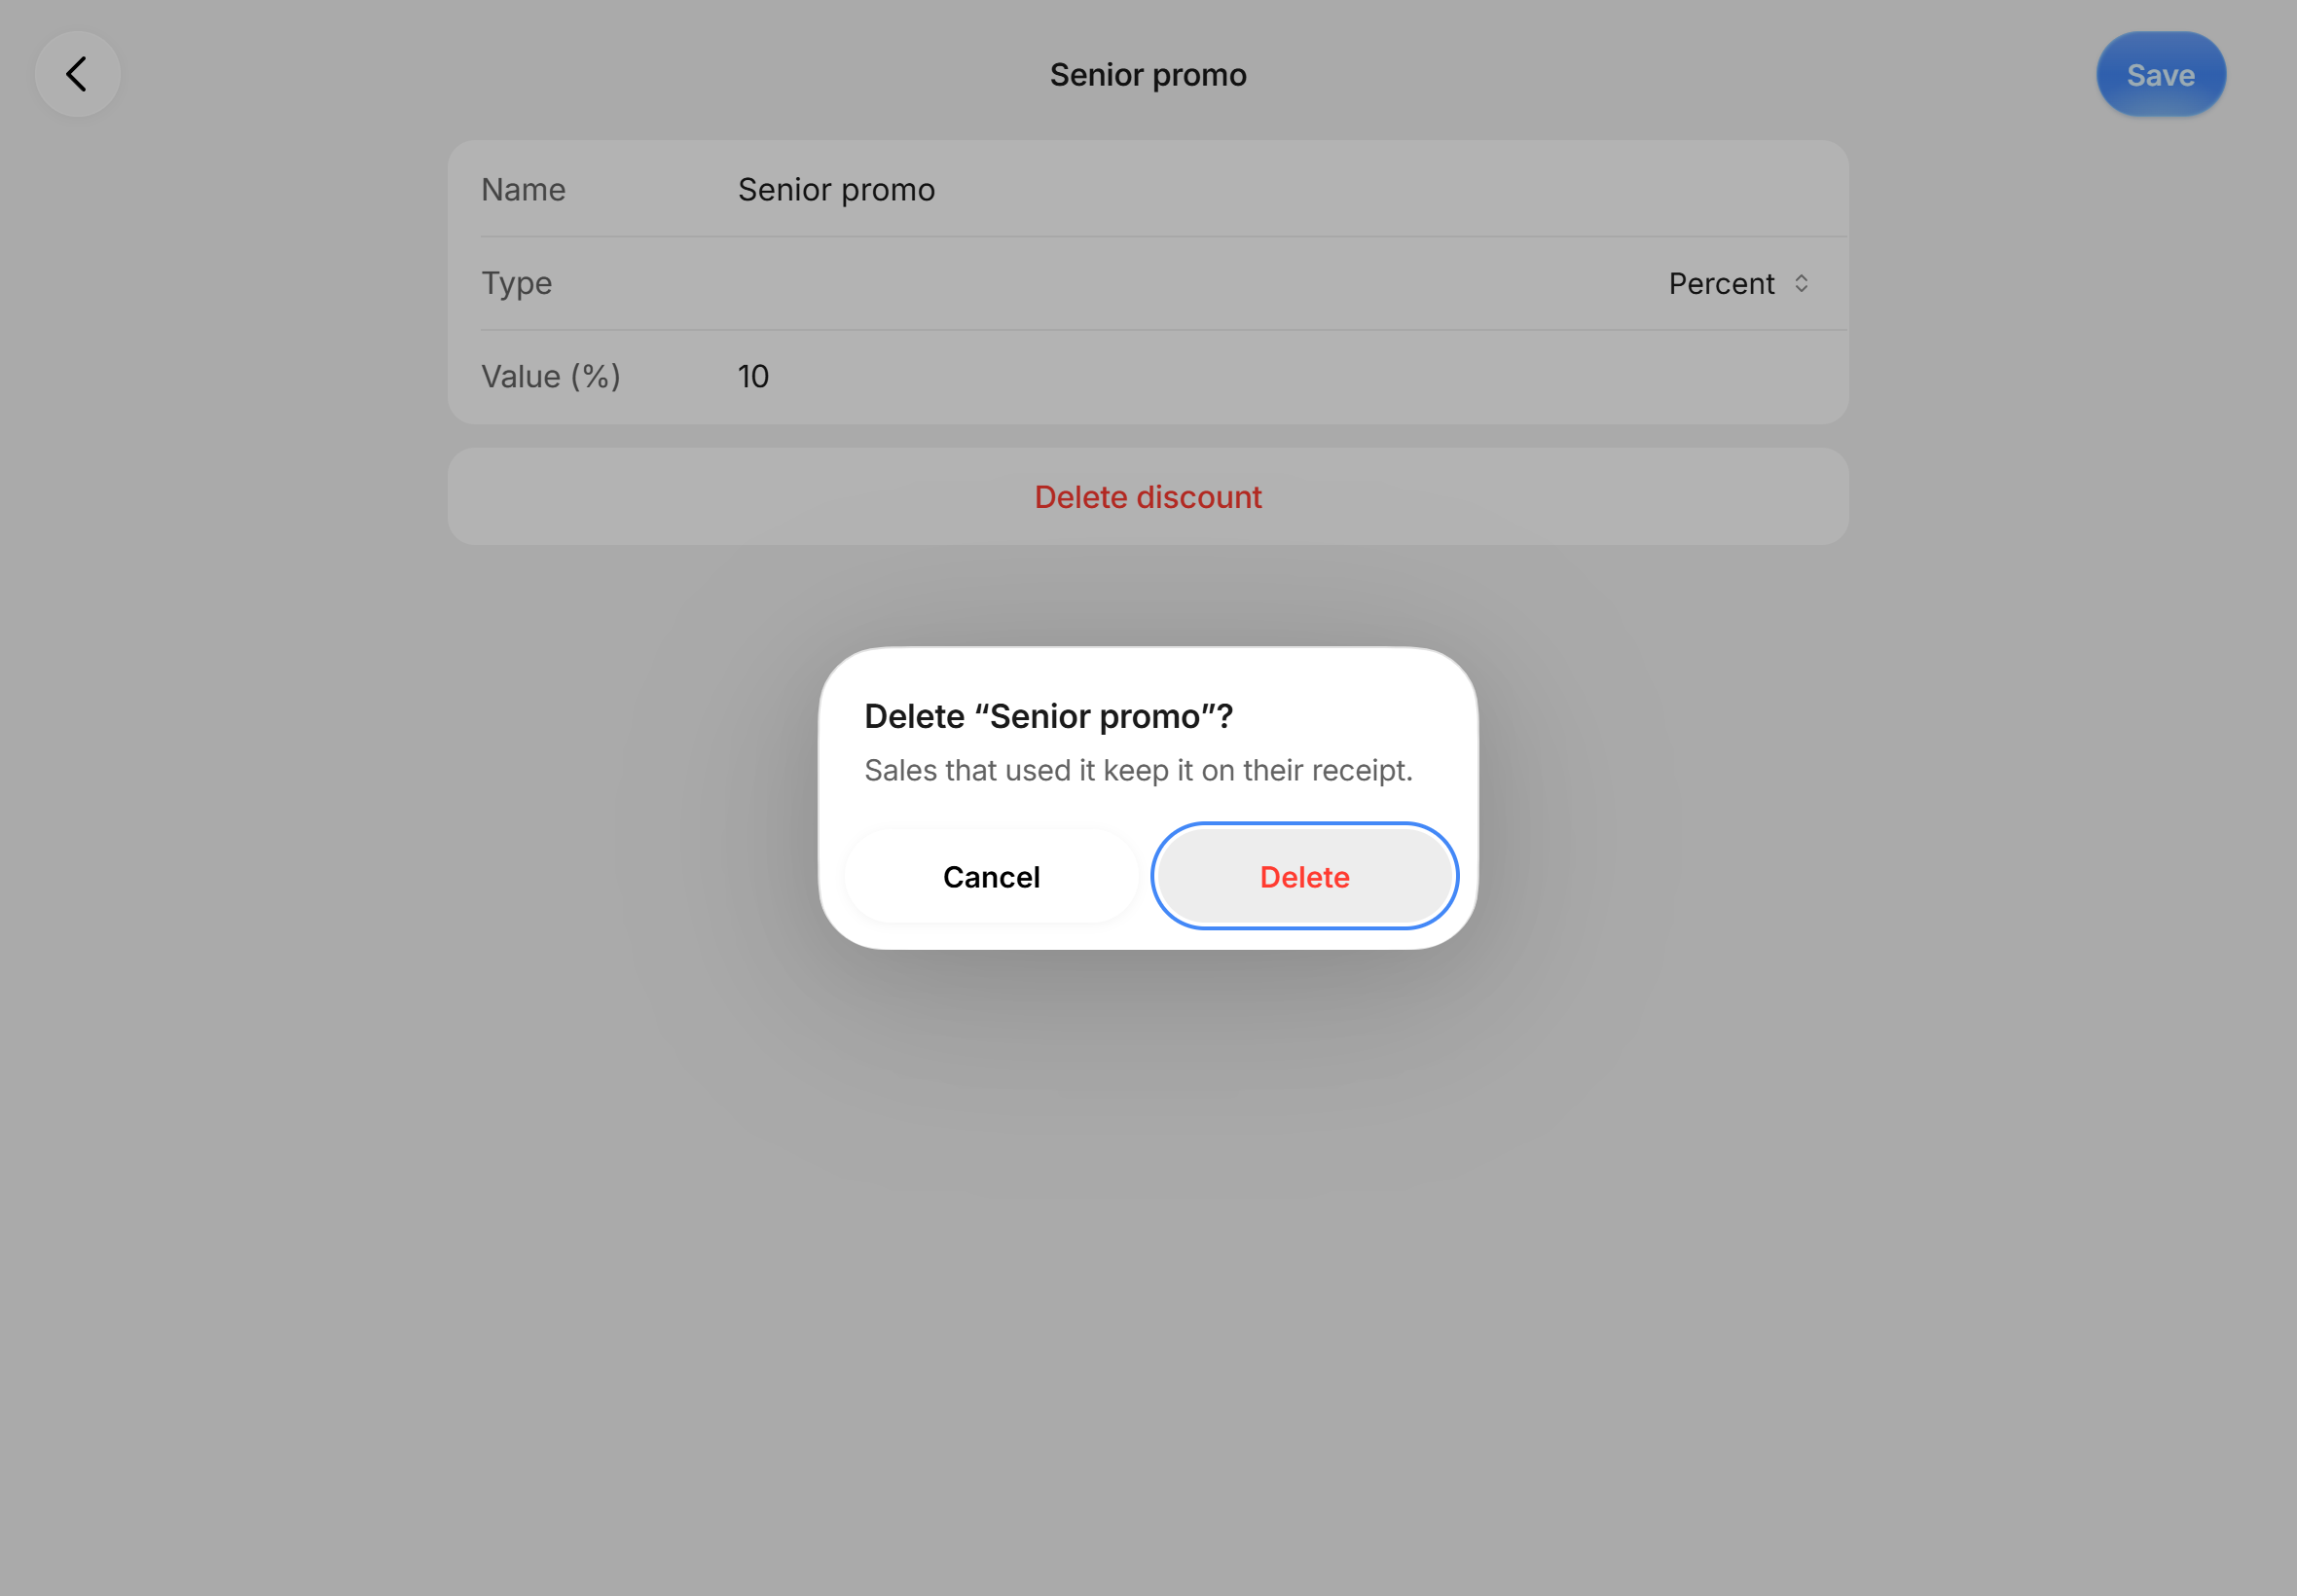 Senior promo
Save
Name Senior promo
Type Percent
Value (%) 10
Delete discount
Delete “Senior promo”?
Sales that used it keep it on their receipt.
Cancel Delete